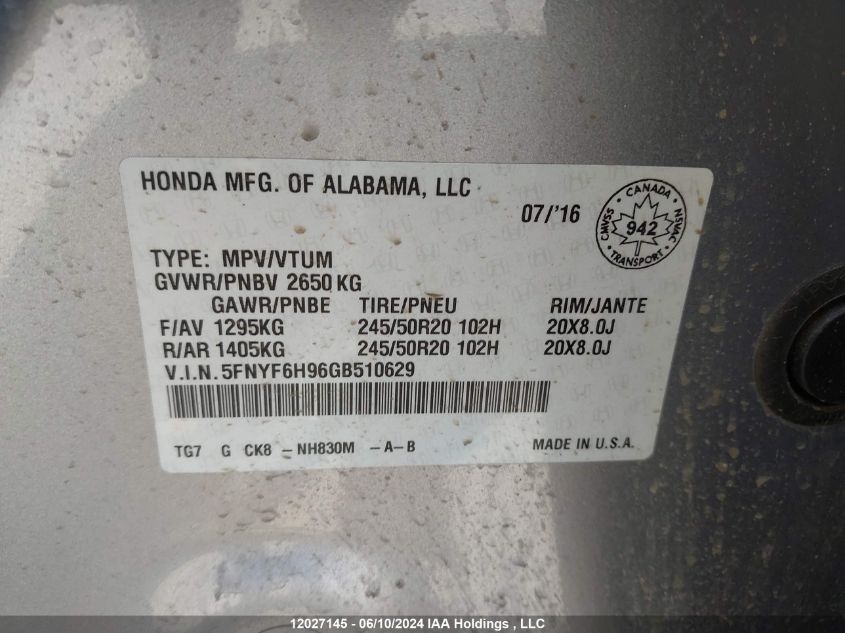 HONDA MFG. OF ALABAMA, LLC
07/'16
CANADA
CMVSS 942 NSVAC
TRANSPORT
TYPE: MPV/VTUM
GVWR/PNBV 2650 KG
GAWR/PNBE TIRE/PNEU RIM/JANTE
F/AV 1295KG 245/50R20 102H 20X8.0J
R/AR 1405KG 245/50R20 102H 20X8.0J
V.I.N. 5FNYF6H96GB510629
TG7 G CK8 - NH830M - A-B MADE IN U.S.A.
12027145 - 06/10/2024 IAA Holdings , LLC